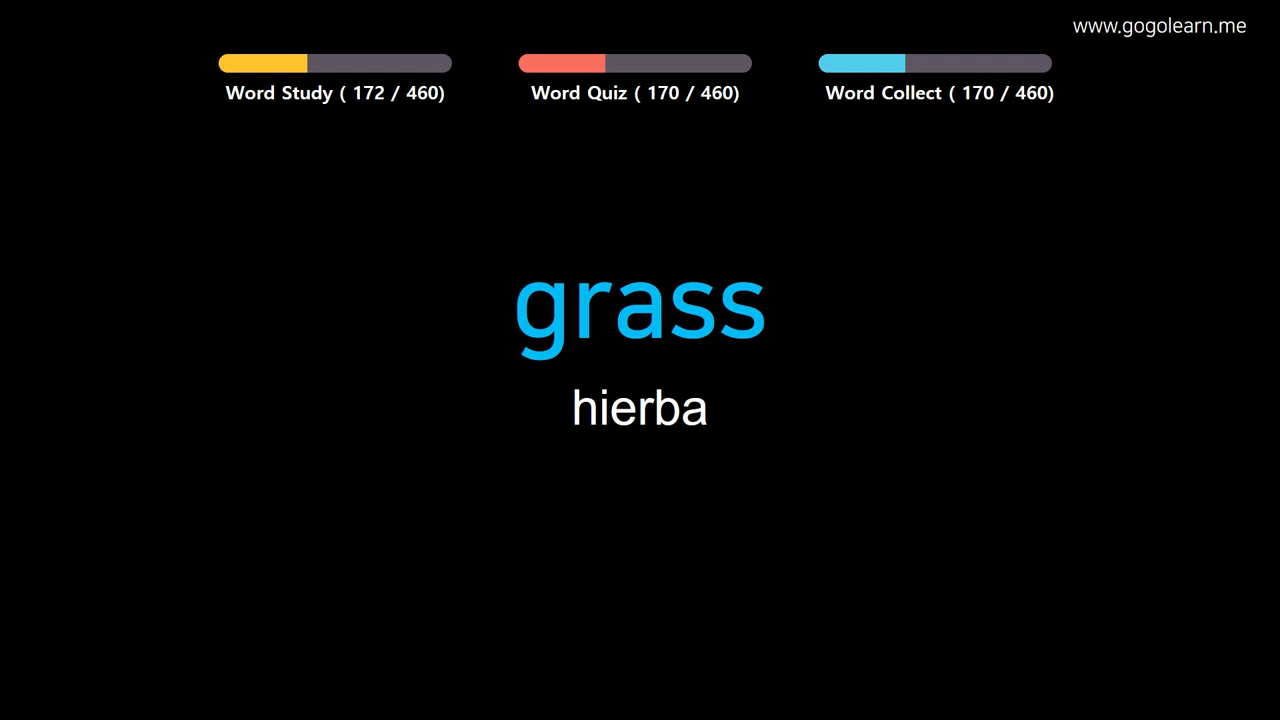 www.gogolearn.me
Word Study ( 172 / 460)
Word Quiz ( 170 / 460)
Word Collect ( 170 / 460)
grass
hierba